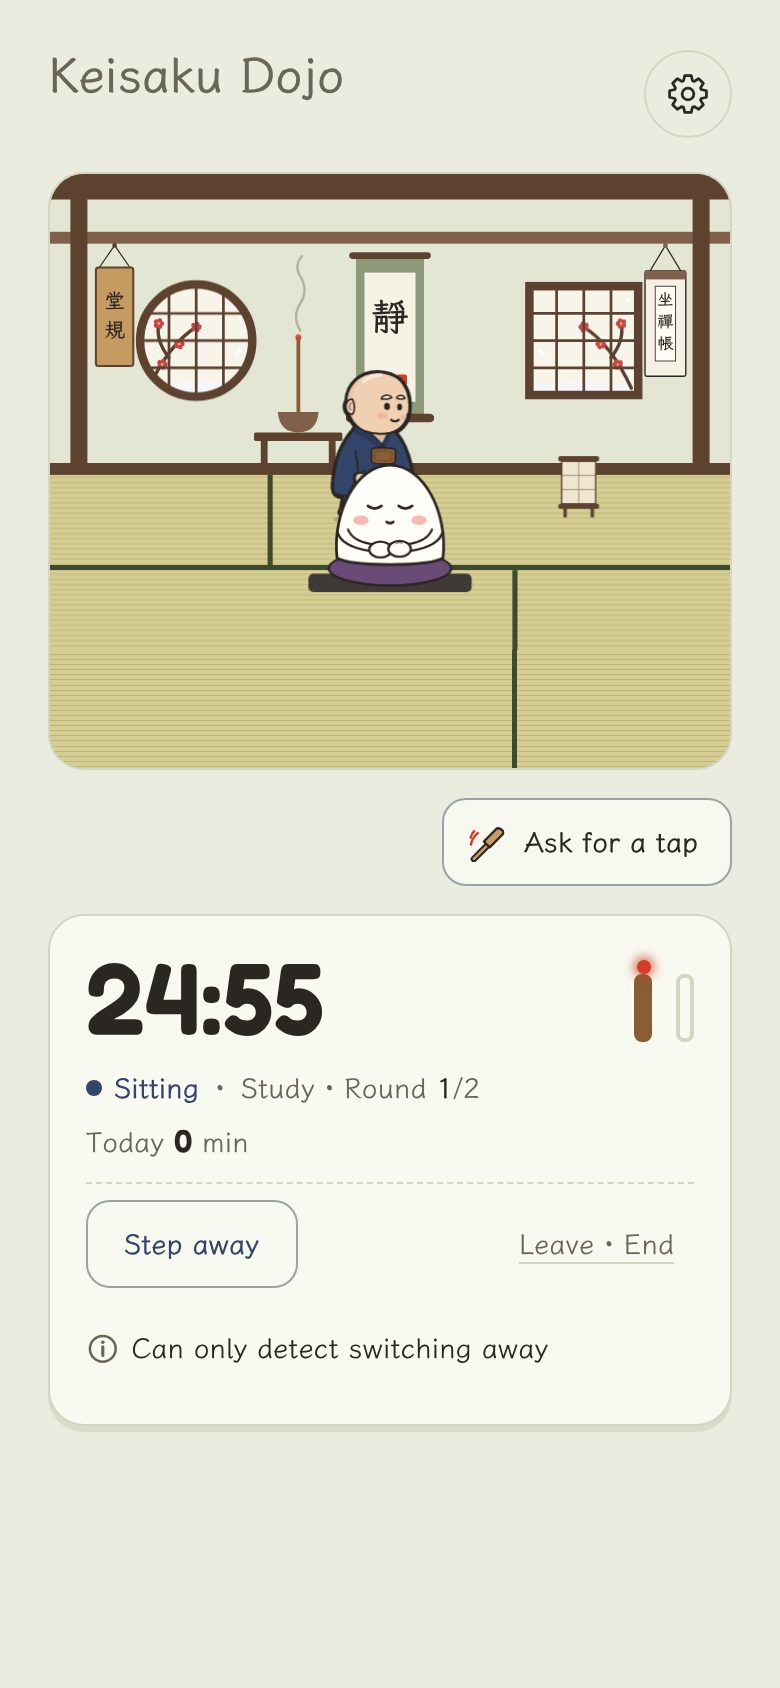 Keisaku Dojo
堂規
靜
坐禪帳
Ask for a tap
24:55
Sitting • Study • Round 1/2
Today 0 min
Step away
Leave • End
Can only detect switching away